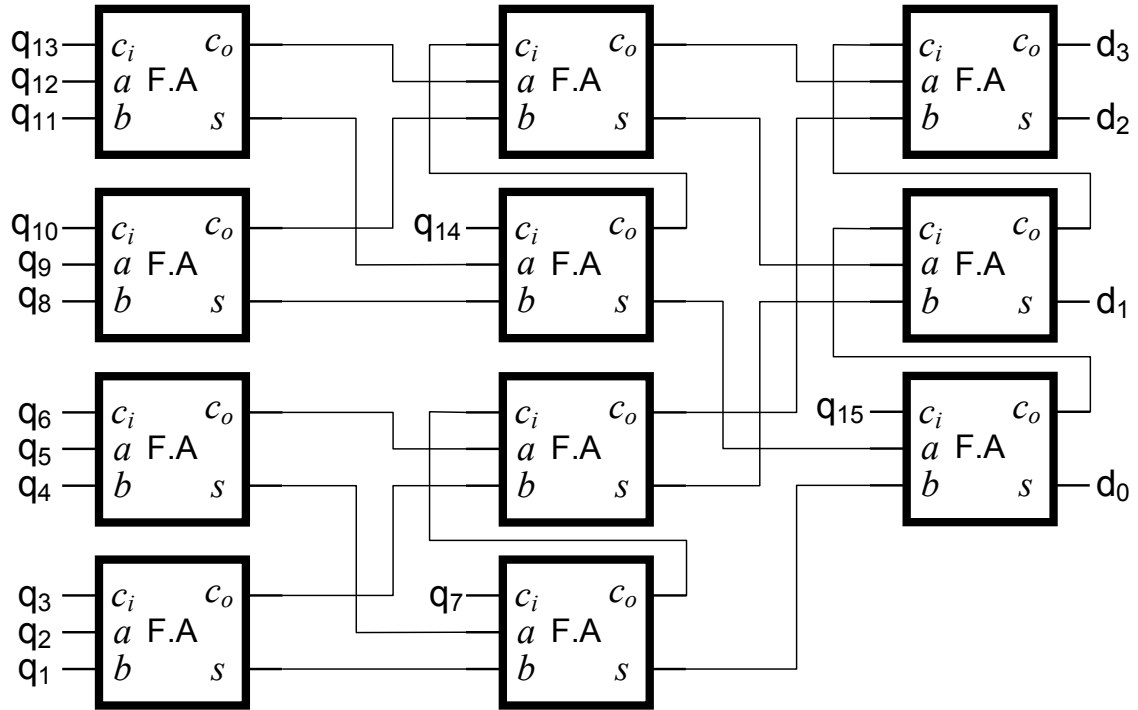 q13 ci co ci co ci co d3
q12 a F.A a F.A a F.A
q11 b s b s b s d2
q10 ci co q14 ci co ci co
q9 a F.A a F.A a F.A
q8 b s b s b s d1
q6 ci co ci co q15 ci co
q5 a F.A a F.A a F.A
q4 b s b s b s d0
q3 ci co q7 ci co
q2 a F.A a F.A
q1 b s b s